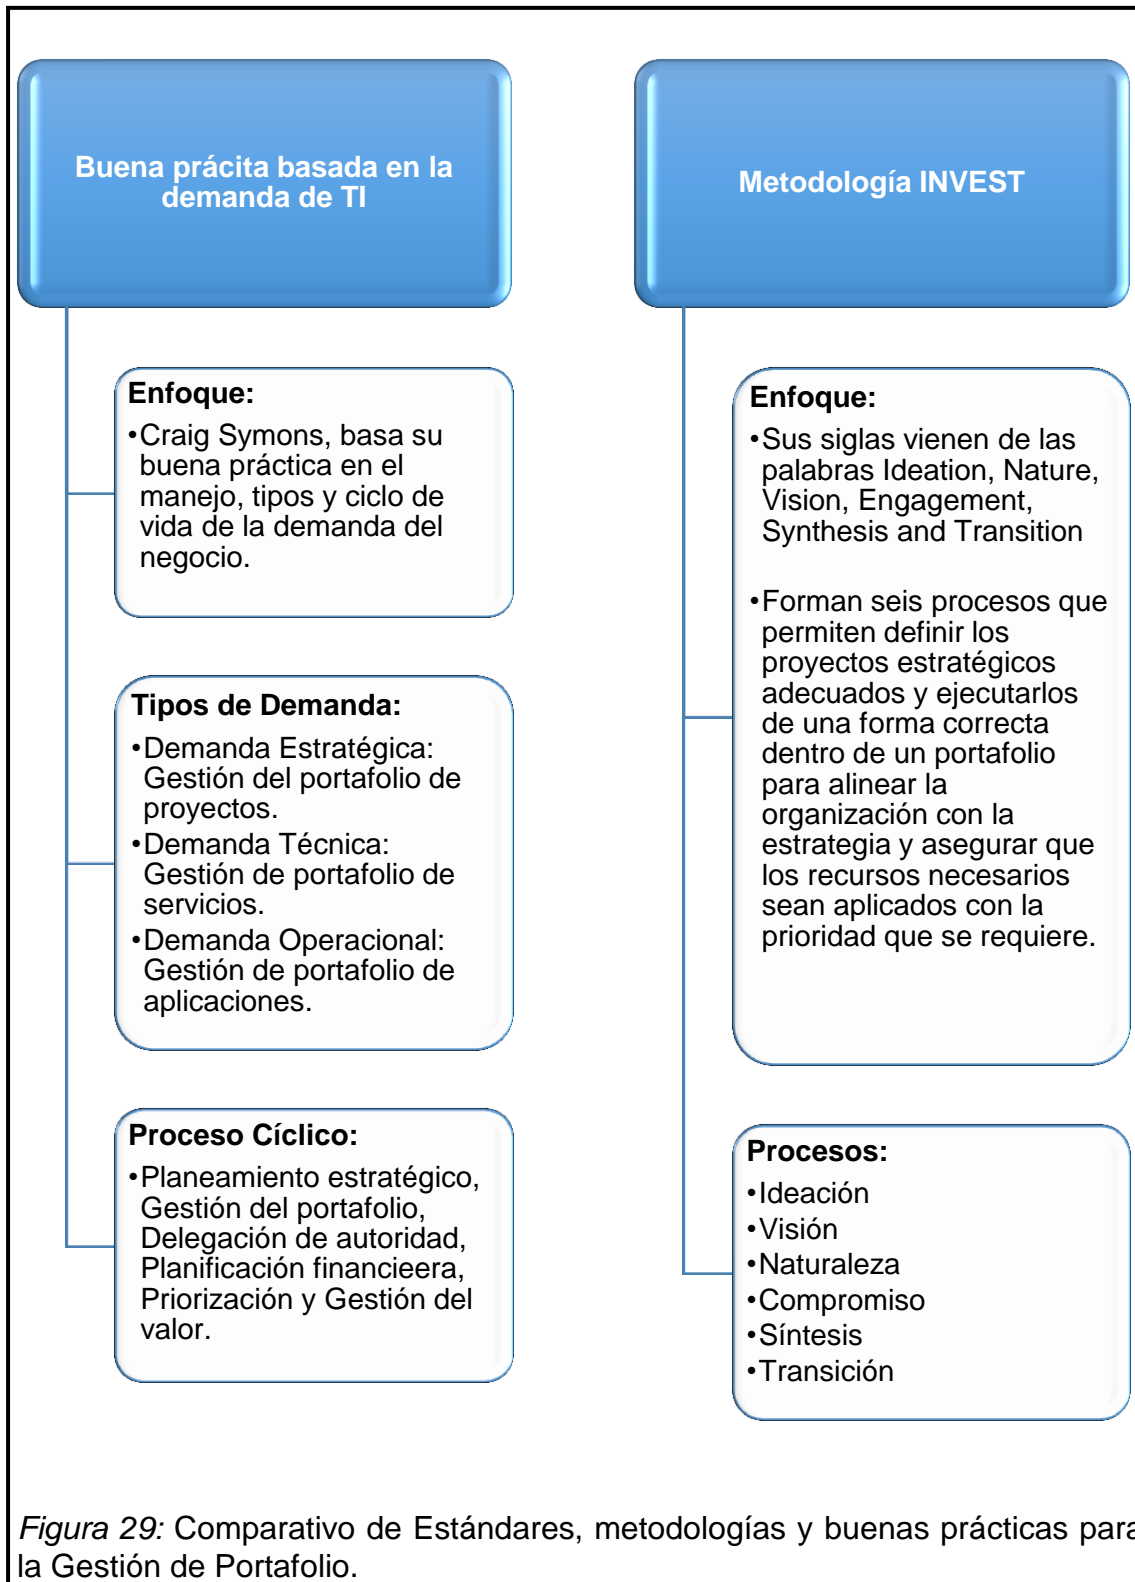 Buena prácita basada en la
demanda de TI
Enfoque:
•Craig Symons, basa su
buena práctica en el
manejo, tipos y ciclo de
vida de la demanda del
negocio.
Tipos de Demanda:
•Demanda Estratégica:
Gestión del portafolio de
proyectos.
•Demanda Técnica:
Gestión de portafolio de
servicios.
•Demanda Operacional:
Gestión de portafolio de
aplicaciones.
Proceso Cíclico:
•Planeamiento estratégico,
Gestión del portafolio,
Delegación de autoridad,
Planificación financieera,
Priorización y Gestión del
valor.
Metodología INVEST
Enfoque:
•Sus siglas vienen de las
palabras Ideation, Nature,
Vision, Engagement,
Synthesis and Transition
•Forman seis procesos que
permiten definir los
proyectos estratégicos
adecuados y ejecutarlos
de una forma correcta
dentro de un portafolio
para alinear la
organización con la
estrategia y asegurar que
los recursos necesarios
sean aplicados con la
prioridad que se requiere.
Procesos:
•Ideación
•Visión
•Naturaleza
•Compromiso
•Síntesis
•Transición
Figura 29: Comparativo de Estándares, metodologías y buenas prácticas para
la Gestión de Portafolio.